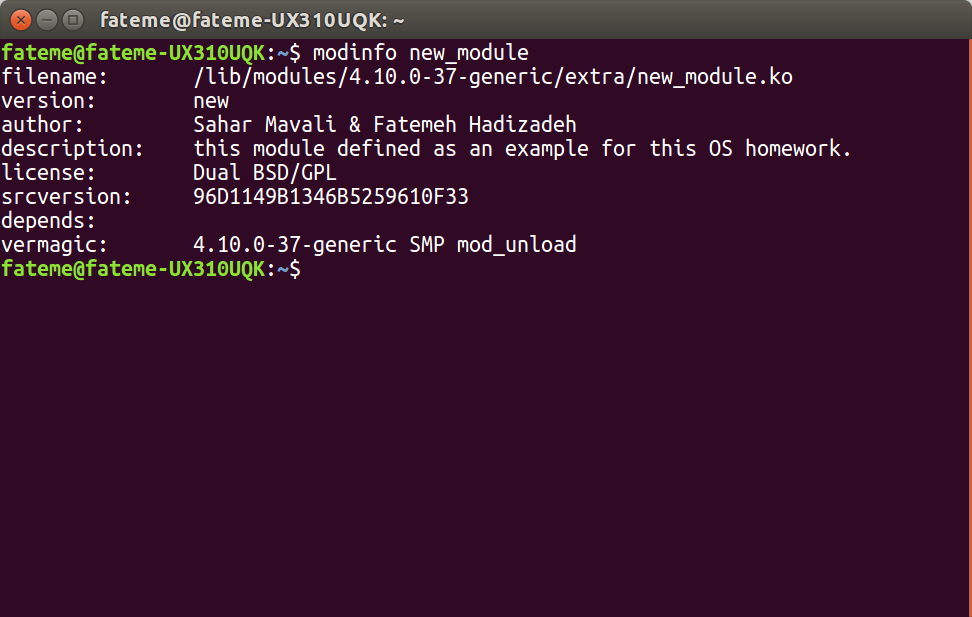 fateme@fateme-UX310UQK: ~
fateme@fateme-UX310UQK:~$ modinfo new_module
filename:       /lib/modules/4.10.0-37-generic/extra/new_module.ko
version:        new
author:         Sahar Mavali & Fatemeh Hadizadeh
description:    this module defined as an example for this OS homework.
license:        Dual BSD/GPL
srcversion:     96D1149B1346B5259610F33
depends:
vermagic:       4.10.0-37-generic SMP mod_unload
fateme@fateme-UX310UQK:~$